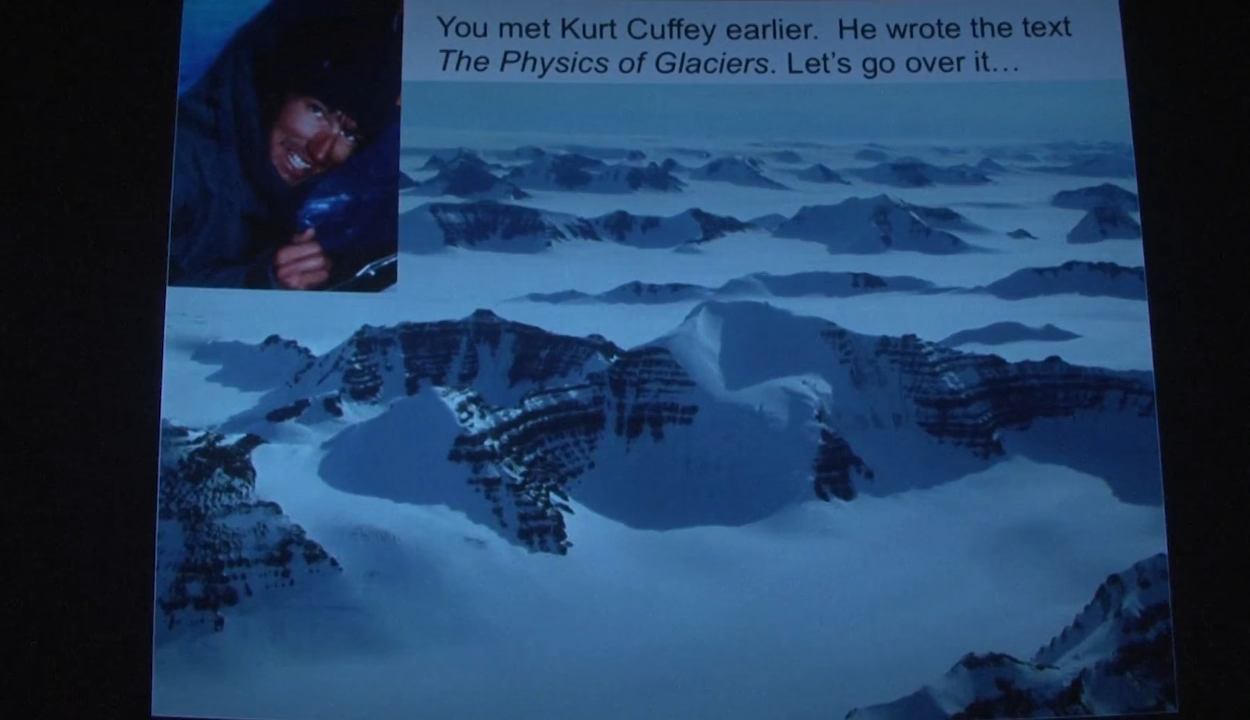 You met Kurt Cuffey earlier. He wrote the text
The Physics of Glaciers. Let's go over it…